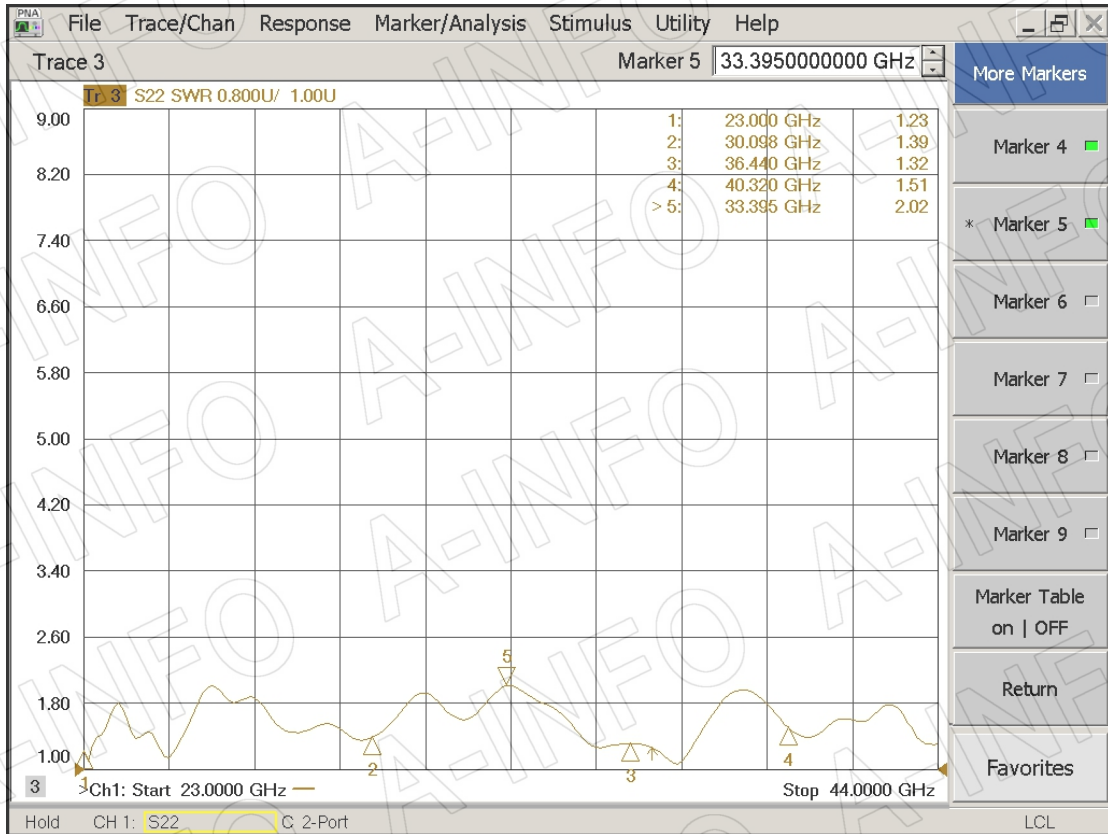 PNA
File Trace/Chan Response Marker/Analysis Stimulus Utility Help
Trace 3 Marker 5 33.3950000000 GHz
Tr 3 S22 SWR 0.800U/ 1.00U
1: 23.000 GHz 1.23
2: 30.098 GHz 1.39
3: 36.440 GHz 1.32
4: 40.320 GHz 1.51
> 5: 33.395 GHz 2.02
9.00
8.20
7.40
6.60
5.80
5.00
4.20
3.40
2.60
1.80
1.00
1
2
5
3
4
3 >Ch1: Start 23.0000 GHz Stop 44.0000 GHz
Hold CH 1: S22 C 2-Port LCL
More Markers
Marker 4
* Marker 5
Marker 6
Marker 7
Marker 8
Marker 9
Marker Table
on | OFF
Return
Favorites
A-INFO